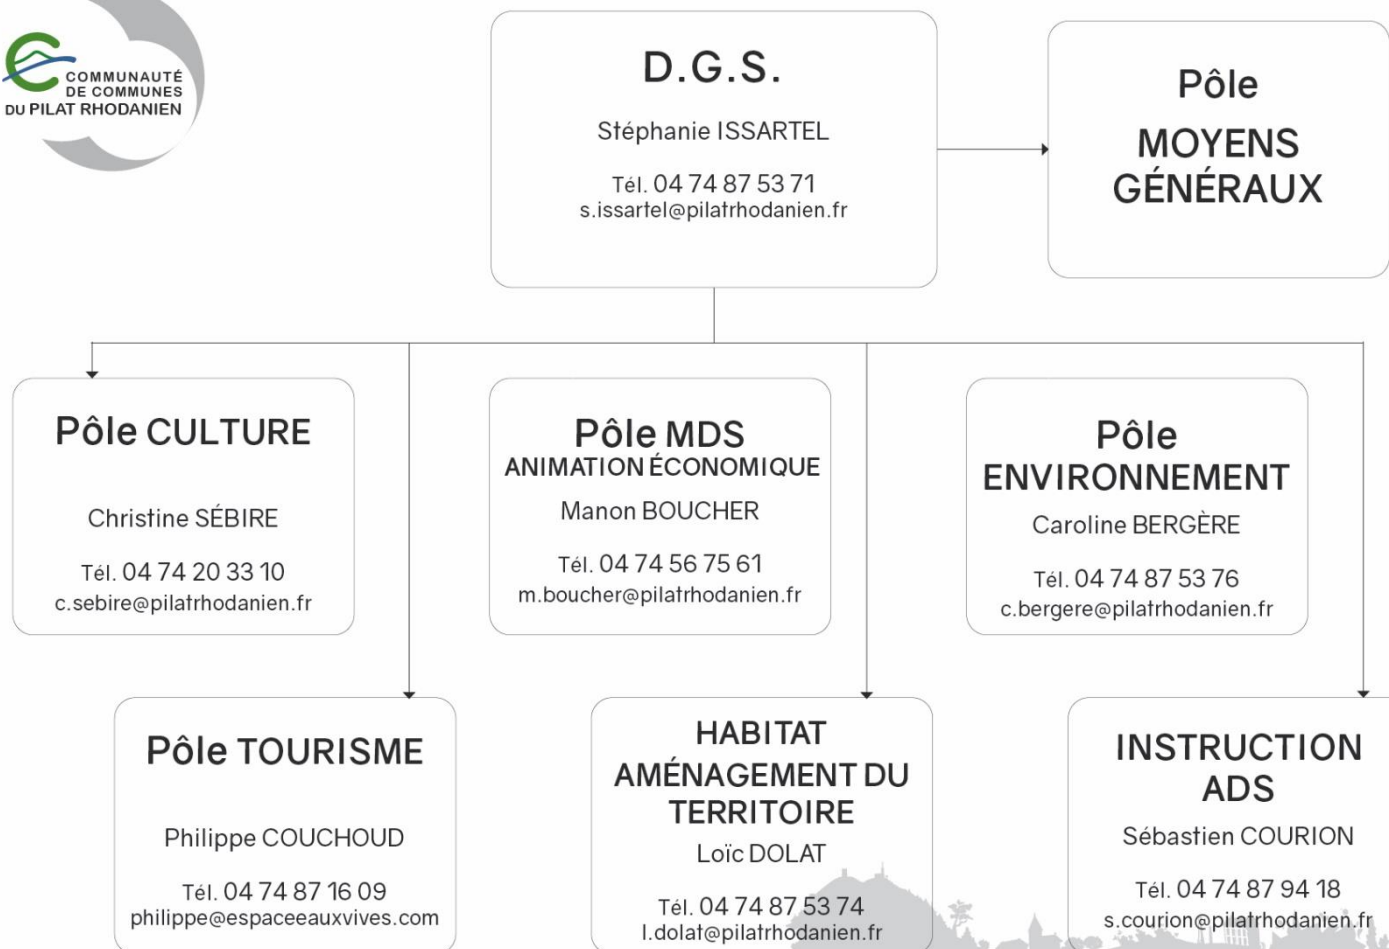 COMMUNAUTÉ
DE COMMUNES
DU PILAT RHODANIEN
D.G.S.
Stéphanie ISSARTEL
Tél. 04 74 87 53 71
s.issartel@pilatrhodanien.fr
Pôle
MOYENS
GÉNÉRAUX
Pôle CULTURE
Christine SÉBIRE
Tél. 04 74 20 33 10
c.sebire@pilatrhodanien.fr
Pôle MDS
ANIMATION ÉCONOMIQUE
Manon BOUCHER
Tél. 04 74 56 75 61
m.boucher@pilatrhodanien.fr
Pôle
ENVIRONNEMENT
Caroline BERGÈRE
Tél. 04 74 87 53 76
c.bergere@pilatrhodanien.fr
Pôle TOURISME
Philippe COUCHOUD
Tél. 04 74 87 16 09
philippe@espaceeauxvives.com
HABITAT
AMÉNAGEMENT DU
TERRITOIRE
Loïc DOLAT
Tél. 04 74 87 53 74
l.dolat@pilatrhodanien.fr
INSTRUCTION
ADS
Sébastien COURION
Tél. 04 74 87 94 18
s.courion@pilatrhodanien.fr